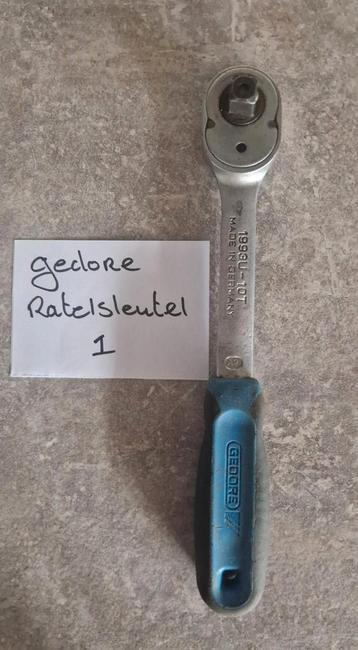 gedore
Ratelsleutel
1
1993U-10T
MADE IN GERMANY
GEDORE